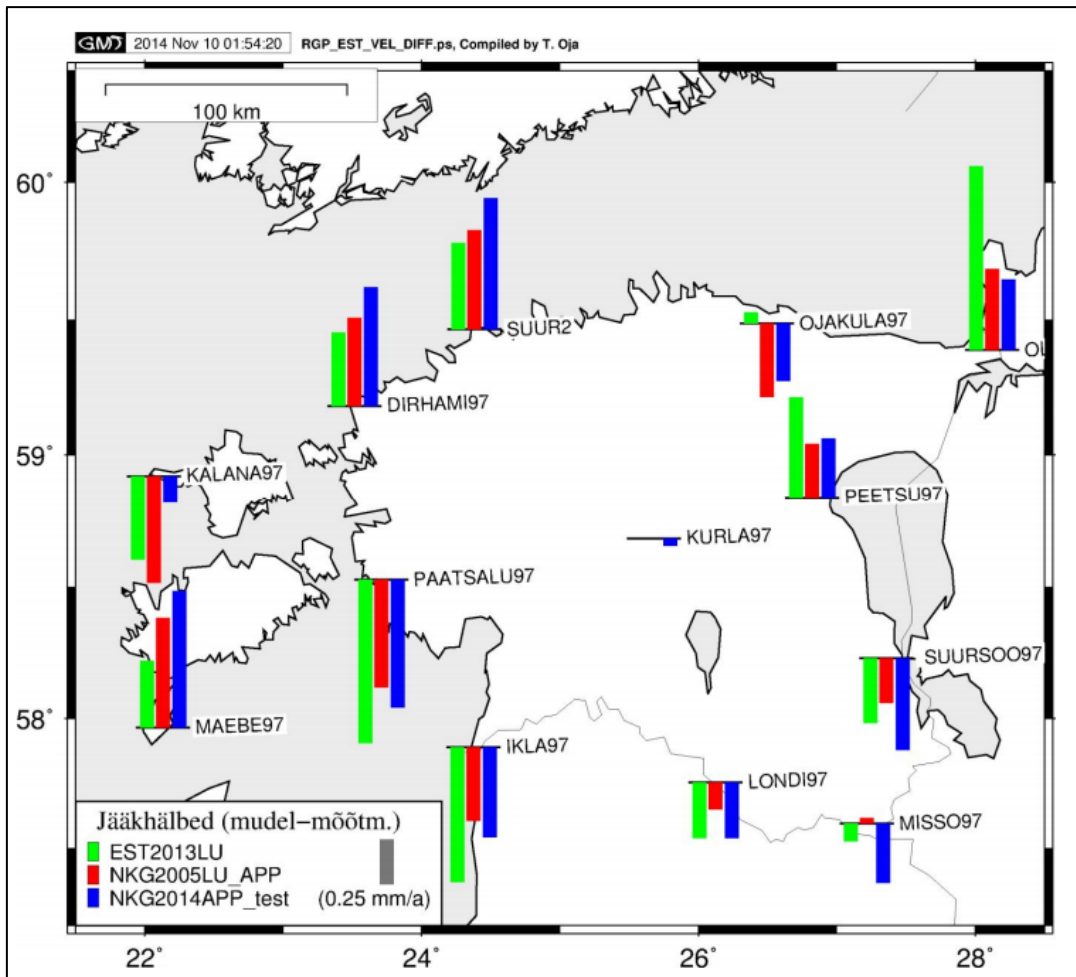 GMT 2014 Nov 10 01:54:20 RGP_EST_VEL_DIFF.ps, Compiled by T. Oja
100 km
60°
SUUR2
OJAKULA97
OL
DIRHAMI97
59°
KALANA97
PEETSU97
KURLA97
PAATSALU97
SUURSOO97
58°
MAEBE97
IKLA97
LONDI97
MISSO97
Jääkhälbed (mudel−mõõtm.)
EST2013LU
NKG2005LU_APP
NKG2014APP_test (0.25 mm/a)
22° 24° 26° 28°